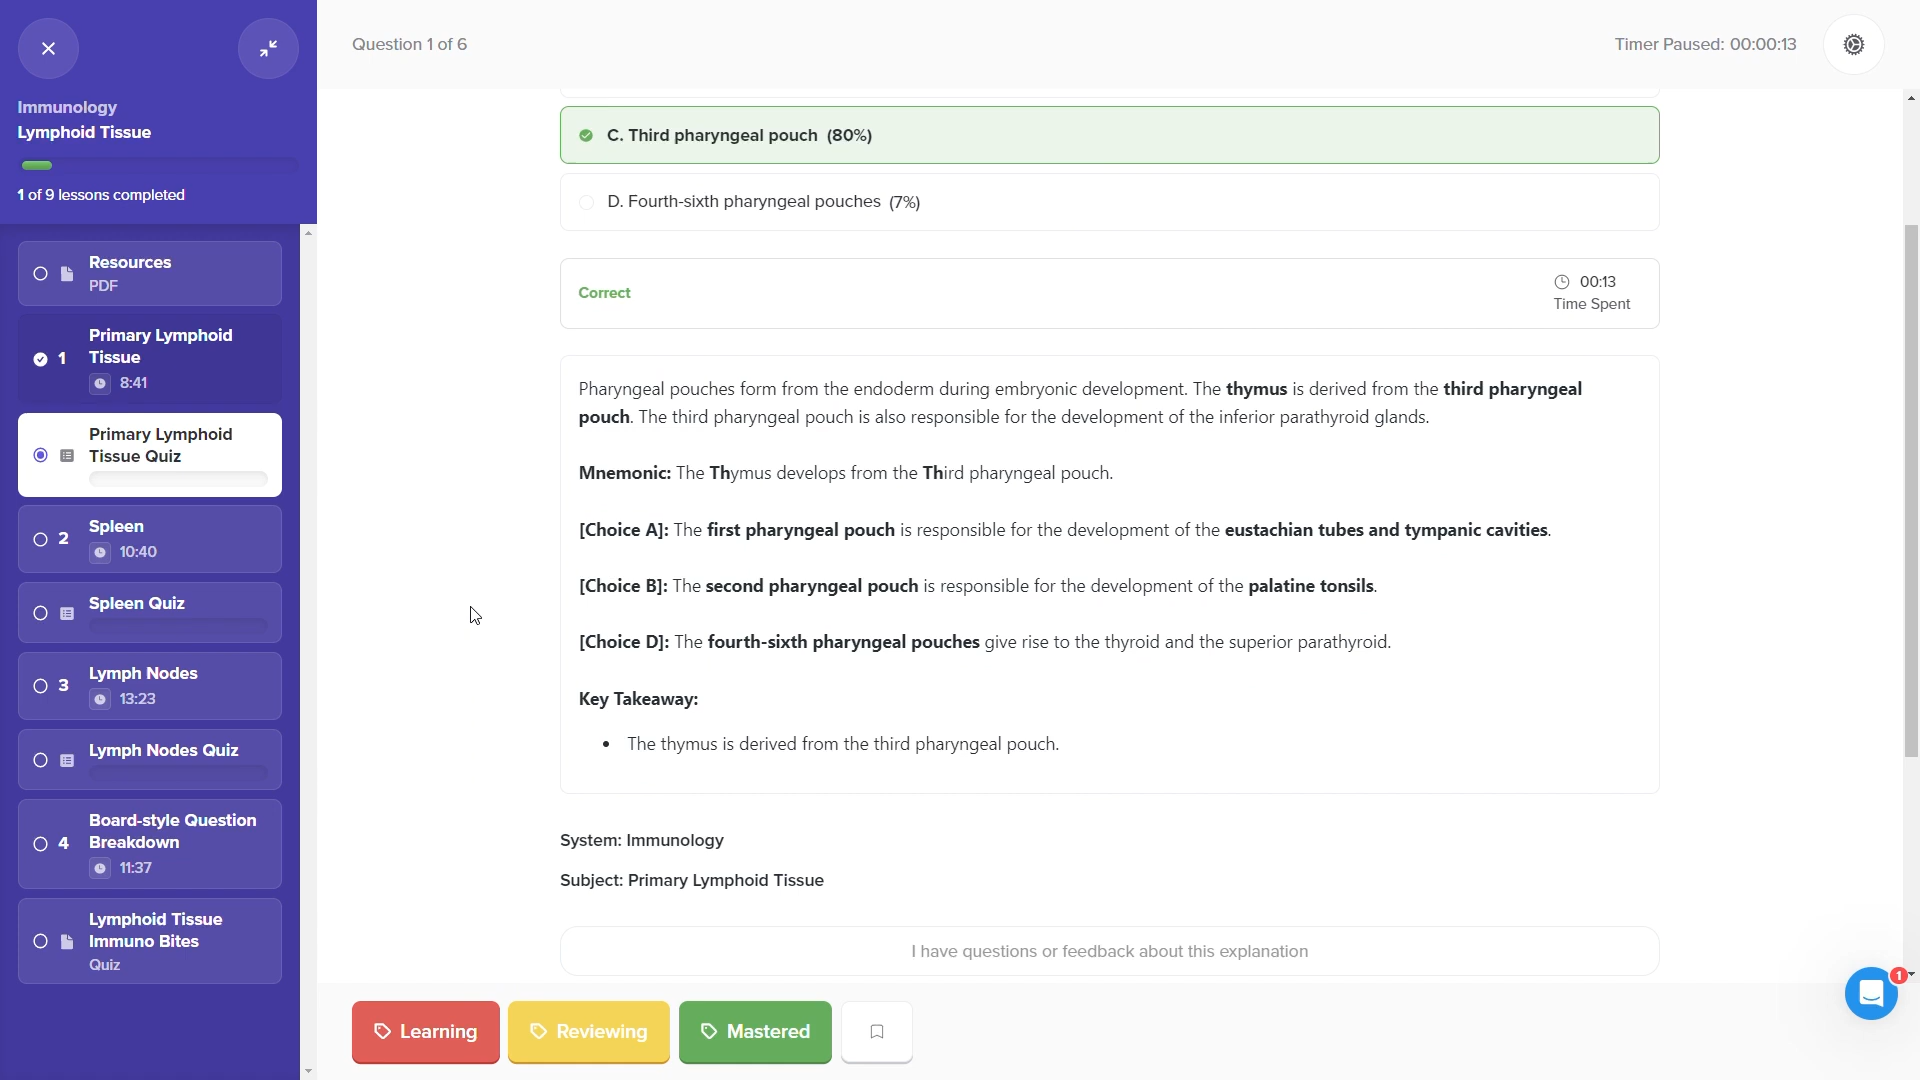 Immunology
Lymphoid Tissue
1 of 9 lessons completed
Resources
PDF
1
Primary Lymphoid
Tissue
8:41
Primary Lymphoid
Tissue Quiz
2
Spleen
10:40
Spleen Quiz
3
Lymph Nodes
13:23
Lymph Nodes Quiz
4
Board-style Question
Breakdown
11:37
Lymphoid Tissue
Immuno Bites
Quiz
Question 1 of 6
Timer Paused: 00:00:13
C. Third pharyngeal pouch (80%)
D. Fourth-sixth pharyngeal pouches (7%)
Correct
00:13
Time Spent
Pharyngeal pouches form from the endoderm during embryonic development. The thymus is derived from the third pharyngeal
pouch. The third pharyngeal pouch is also responsible for the development of the inferior parathyroid glands.
Mnemonic: The Thymus develops from the Third pharyngeal pouch.
[Choice A]: The first pharyngeal pouch is responsible for the development of the eustachian tubes and tympanic cavities.
[Choice B]: The second pharyngeal pouch is responsible for the development of the palatine tonsils.
[Choice D]: The fourth-sixth pharyngeal pouches give rise to the thyroid and the superior parathyroid.
Key Takeaway:
• The thymus is derived from the third pharyngeal pouch.
System: Immunology
Subject: Primary Lymphoid Tissue
I have questions or feedback about this explanation
1
Learning
Reviewing
Mastered